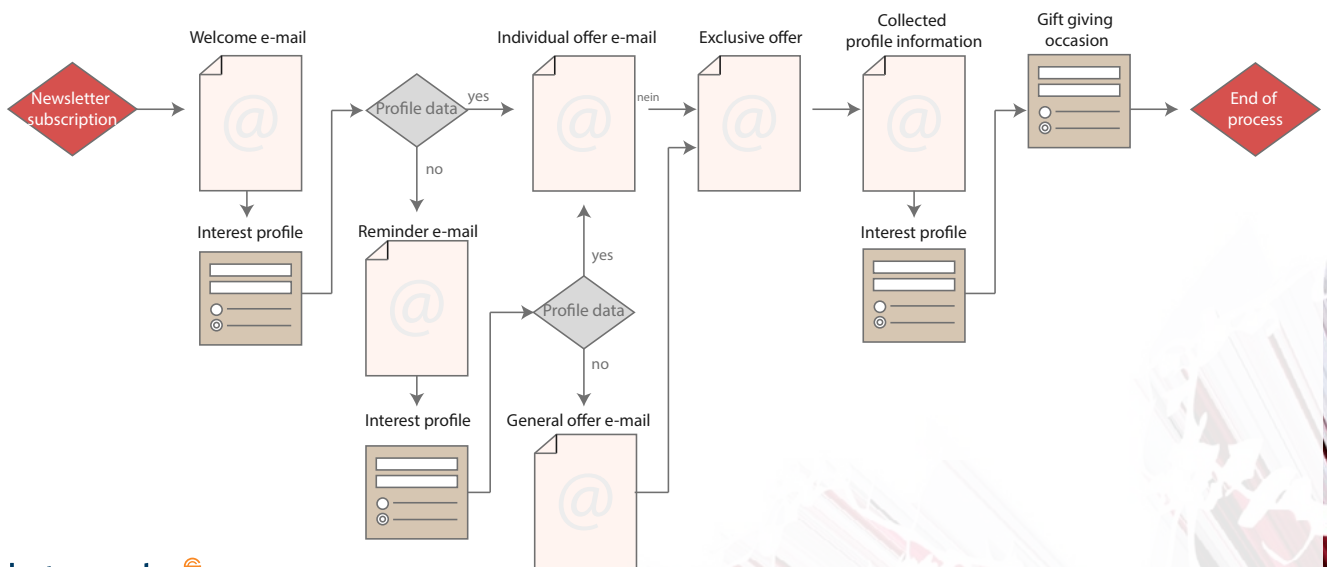 Collected
profile information
Gift giving
occasion
Welcome e-mail
Individual offer e-mail
Exclusive offer
Newsletter
subscription
@
Profile data
yes
@
nein
@
@
End of
process
no
Interest profile
Reminder e-mail
Interest profile
yes
@
Profile data
no
Interest profile
General offer e-mail
@